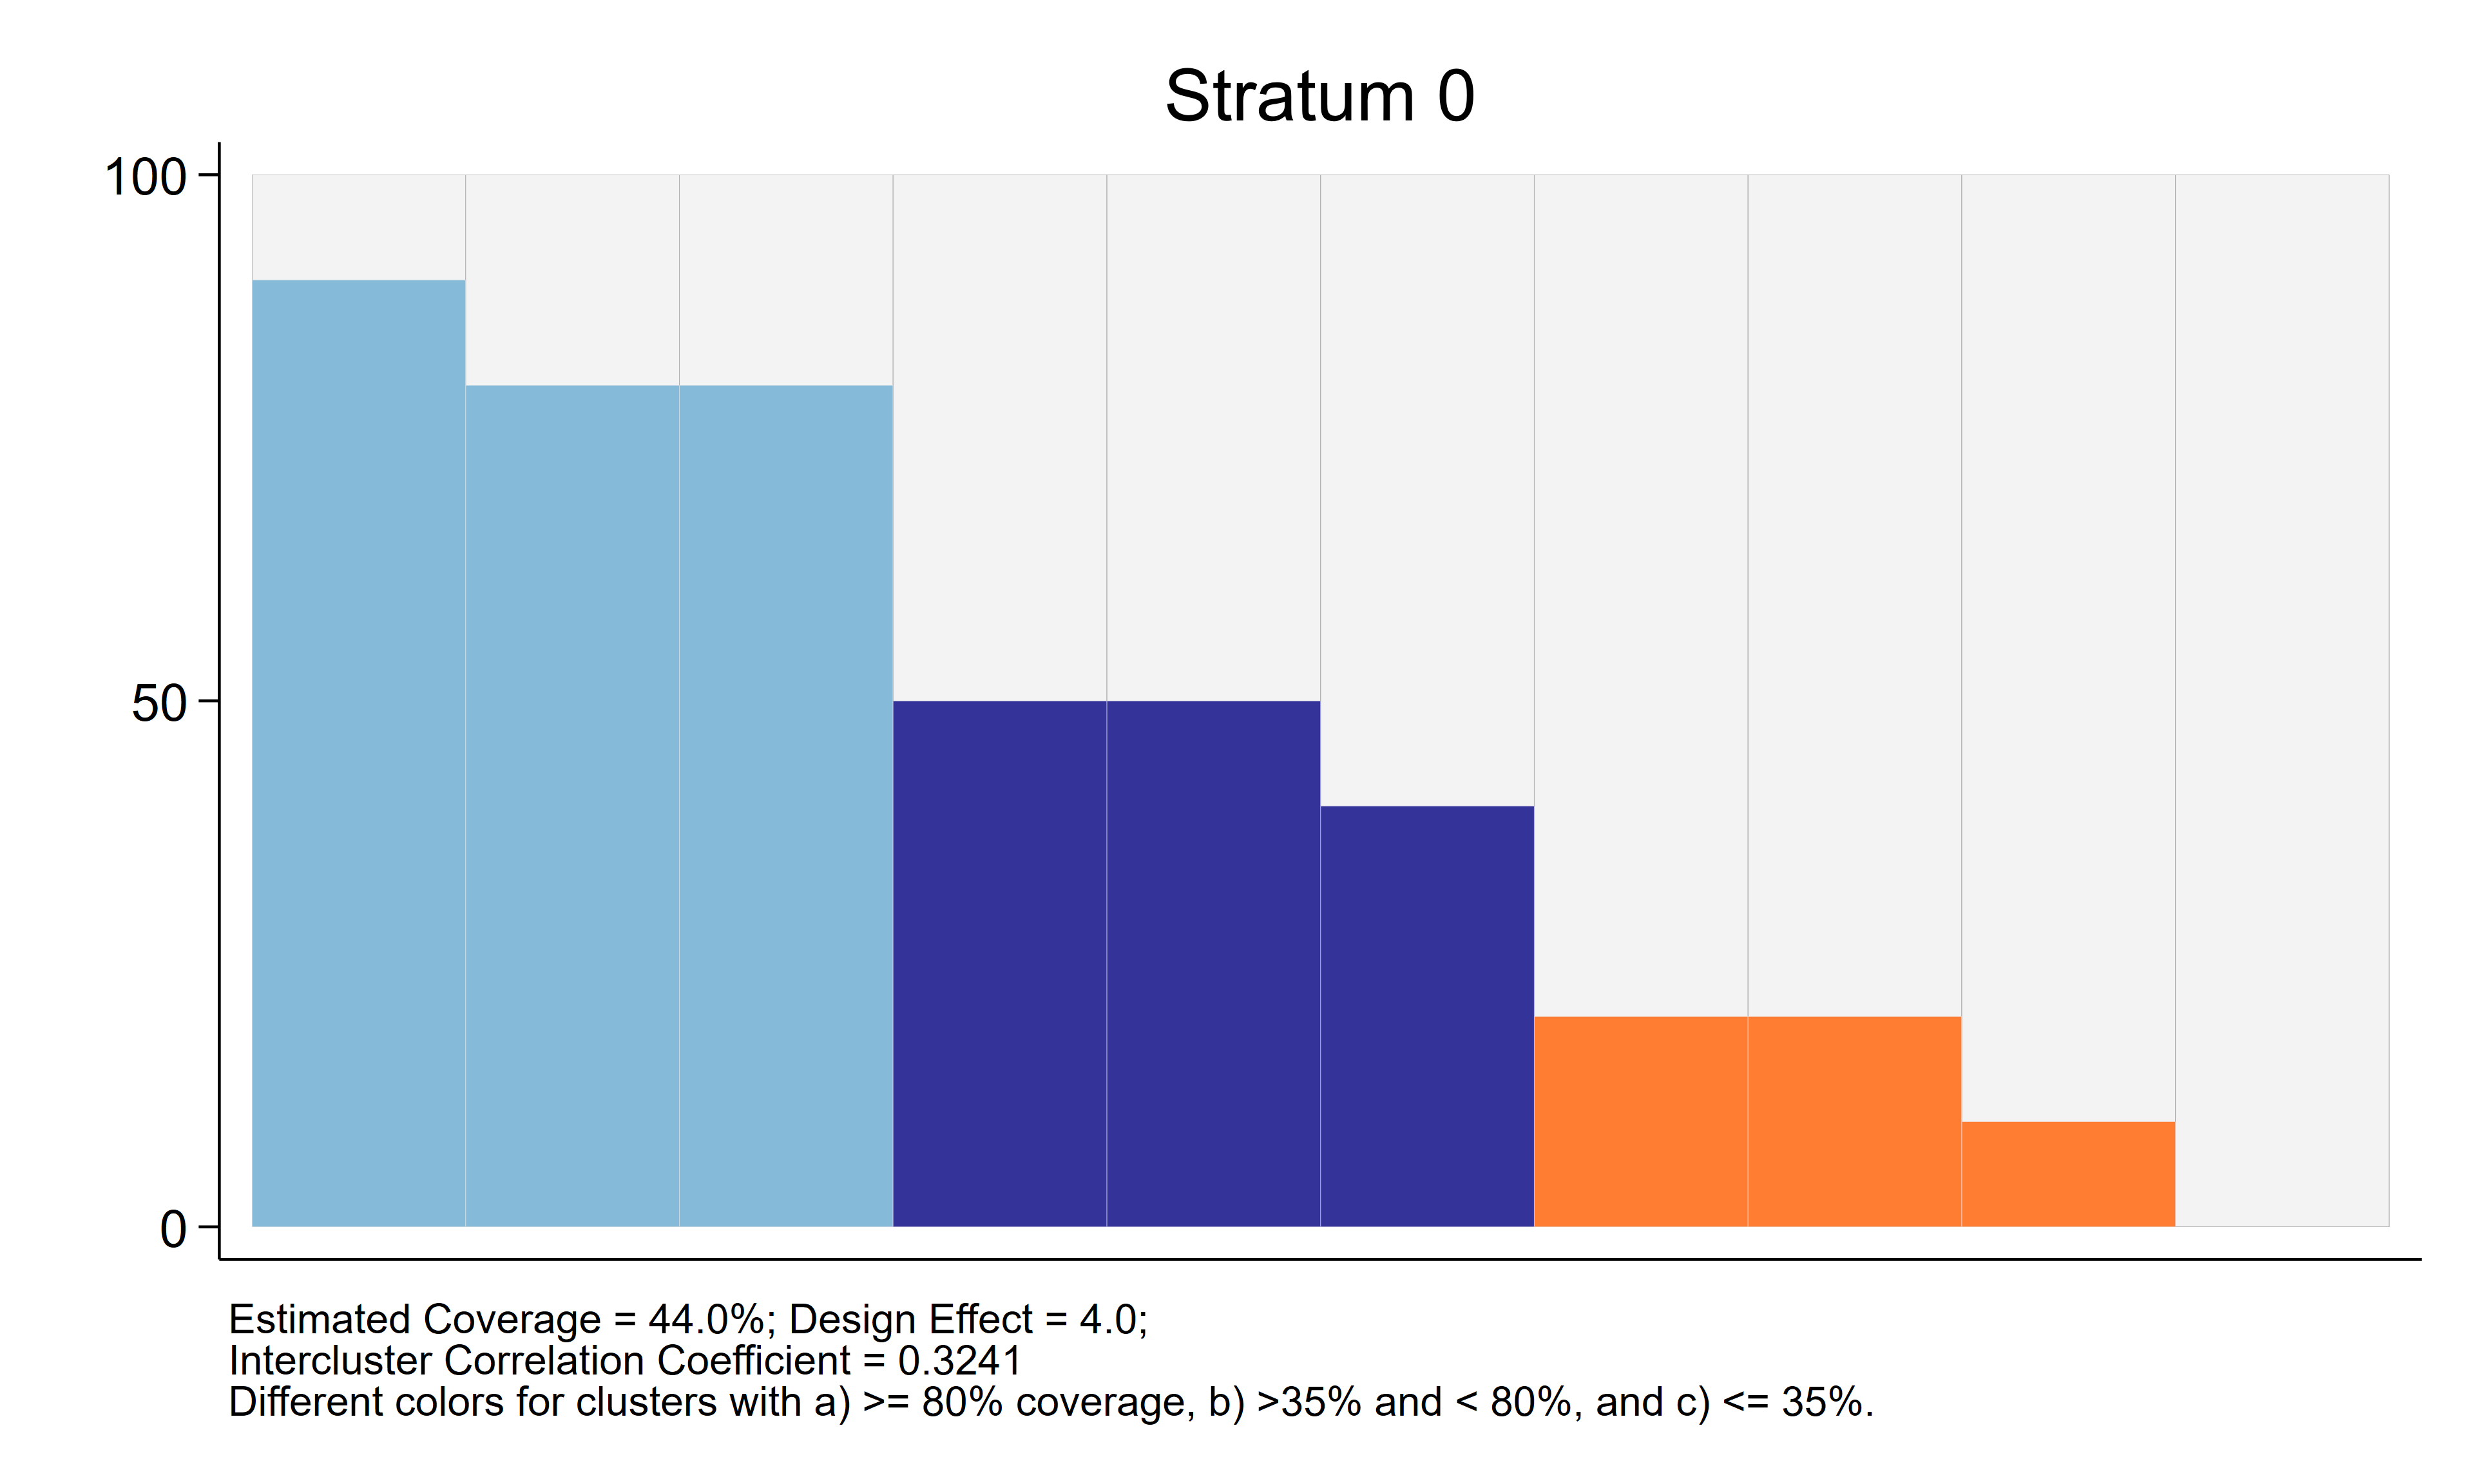 Stratum 0
100
50
0
Estimated Coverage = 44.0%; Design Effect = 4.0;
Intercluster Correlation Coefficient = 0.3241
Different colors for clusters with a) >= 80% coverage, b) >35% and < 80%, and c) <= 35%.